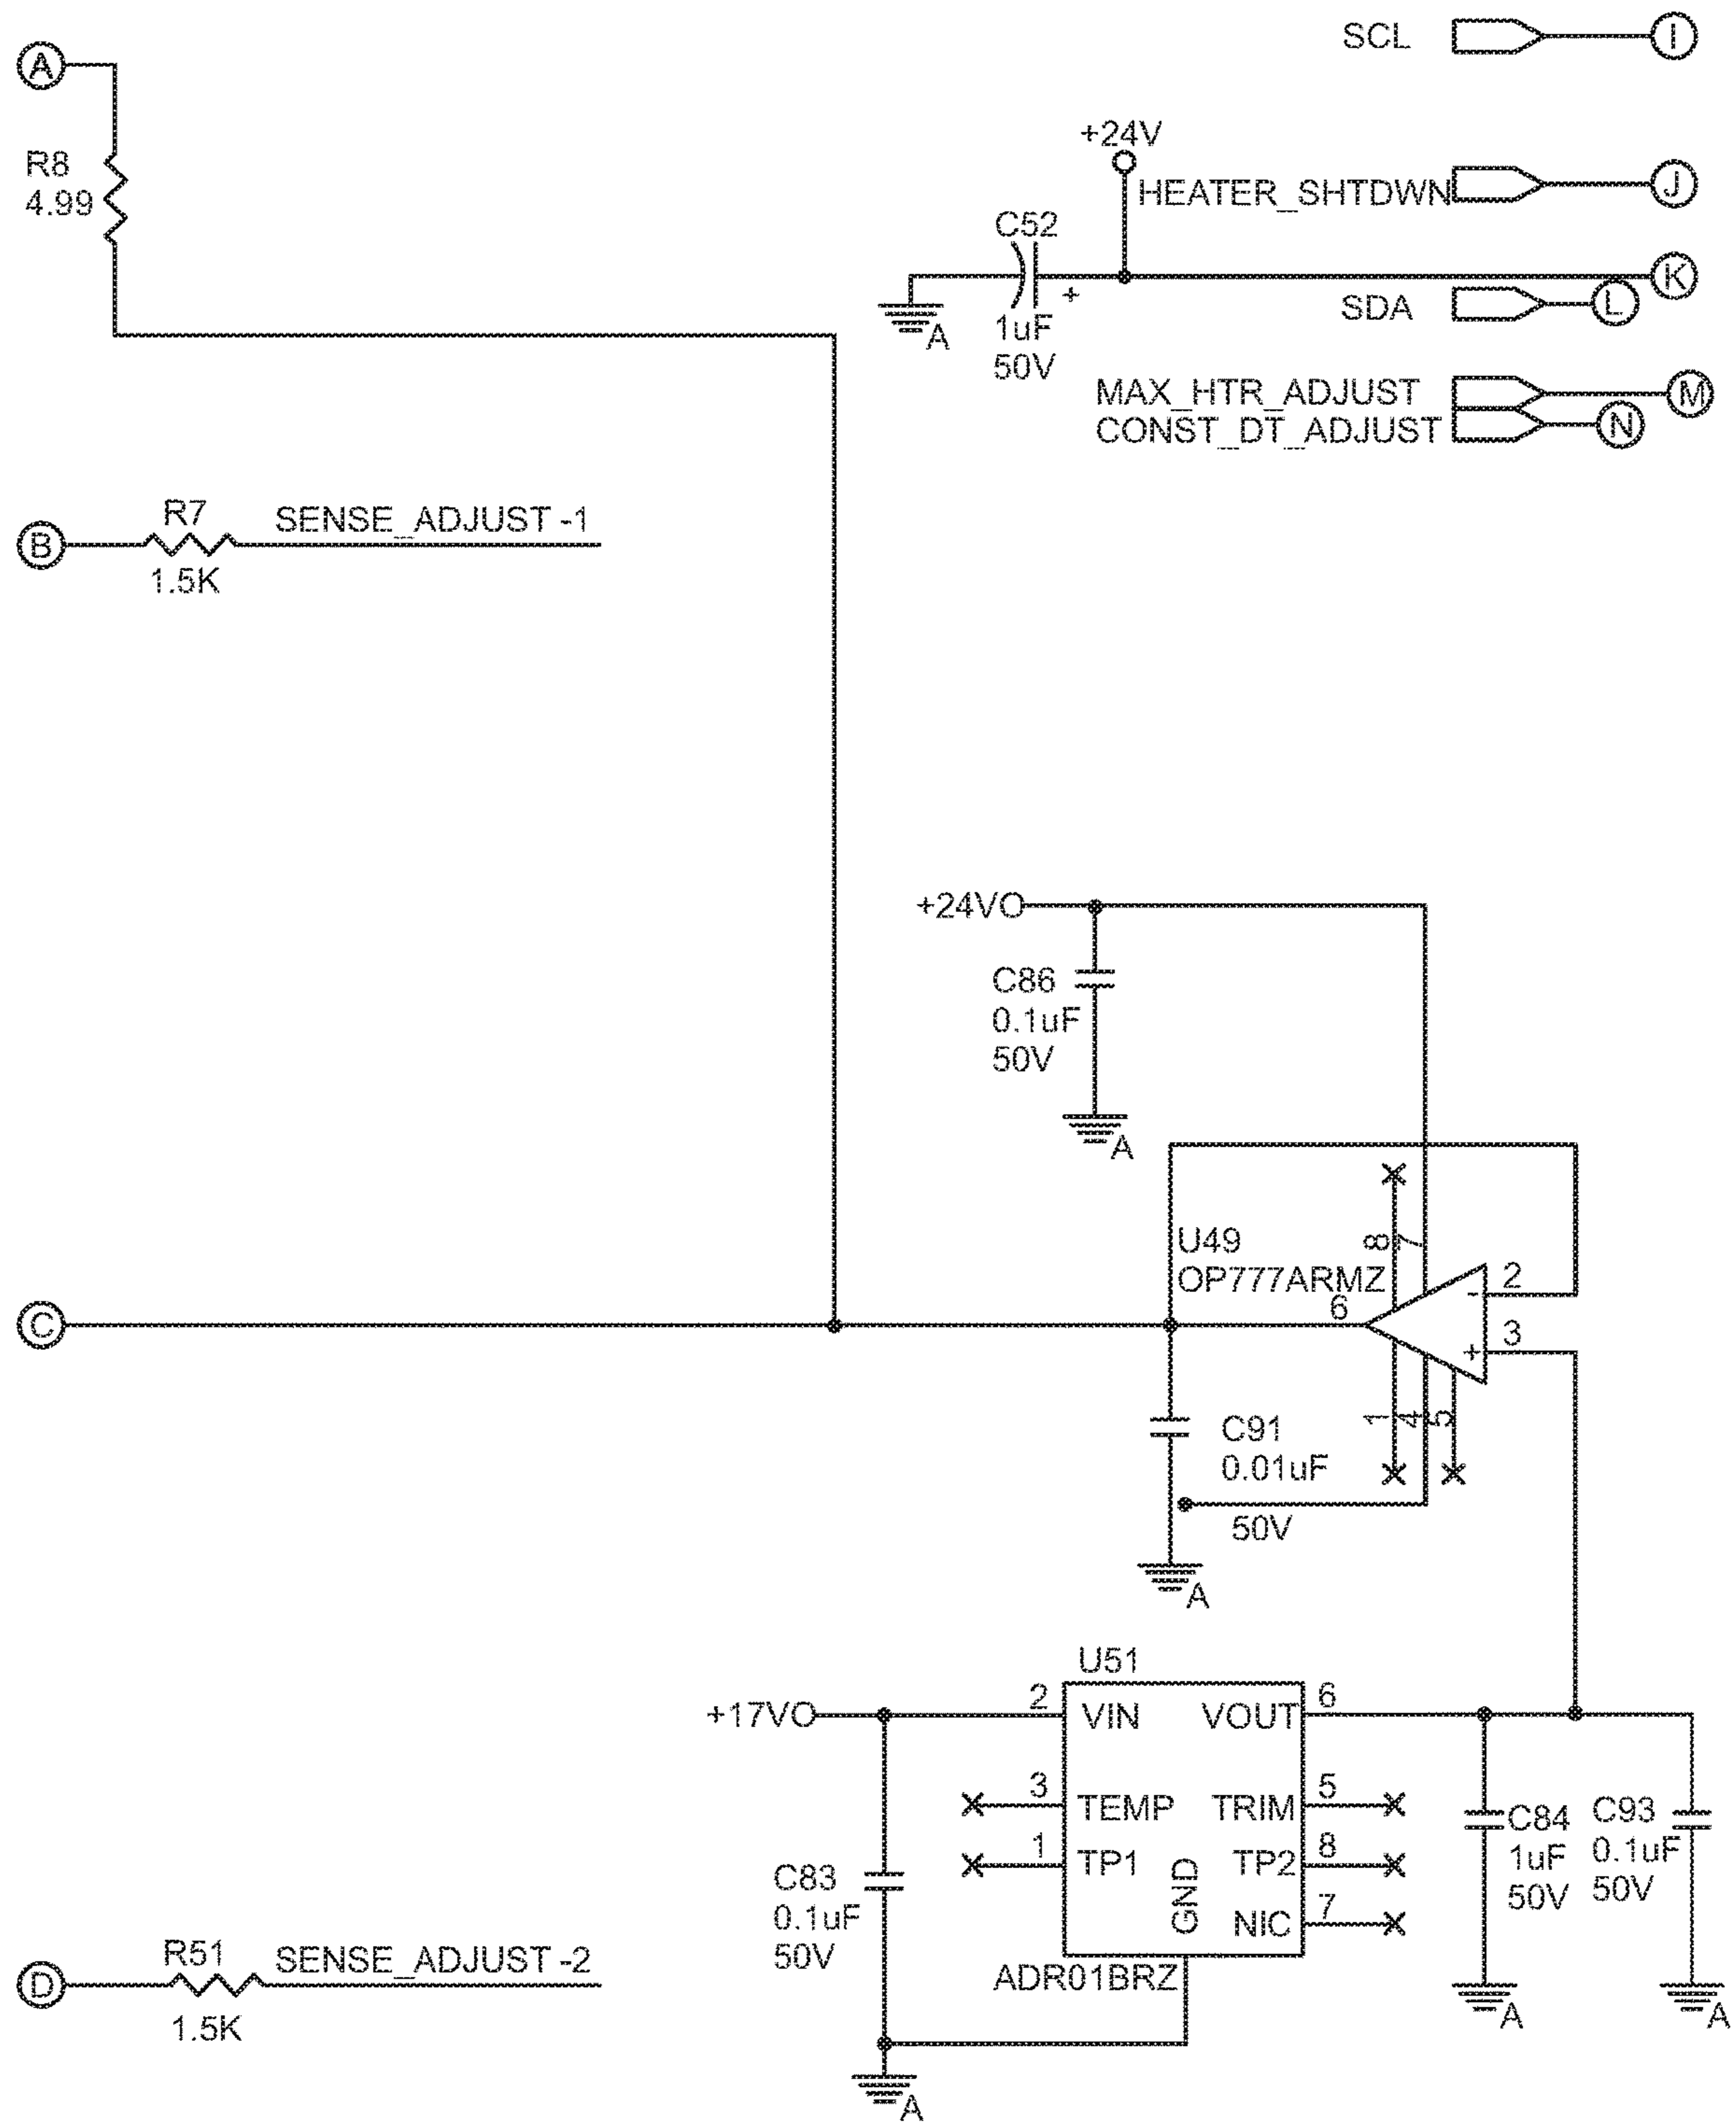 SCL
I
A
+24V
R8
4.99
HEATER_SHTDWN
J
C52
+
K
SDA
L
A
1uF
50V
MAX_HTR_ADJUST
M
CONST_DT_ADJUST
N
B
R7
SENSE_ADJUST -1
1.5K
+24V
C86
0.1uF
50V
A
U49
OP777ARMZ
8
7
6
-
2
+
3
C
1
4
5
C91
0.01uF
50V
A
U51
+17V
2
VIN
VOUT
6
3
TEMP
TRIM
5
1
TP1
TP2
8
GND
NIC
7
C83
0.1uF
50V
ADR01BRZ
C84
1uF
50V
C93
0.1uF
50V
A
A
D
R51
SENSE_ADJUST -2
1.5K
A